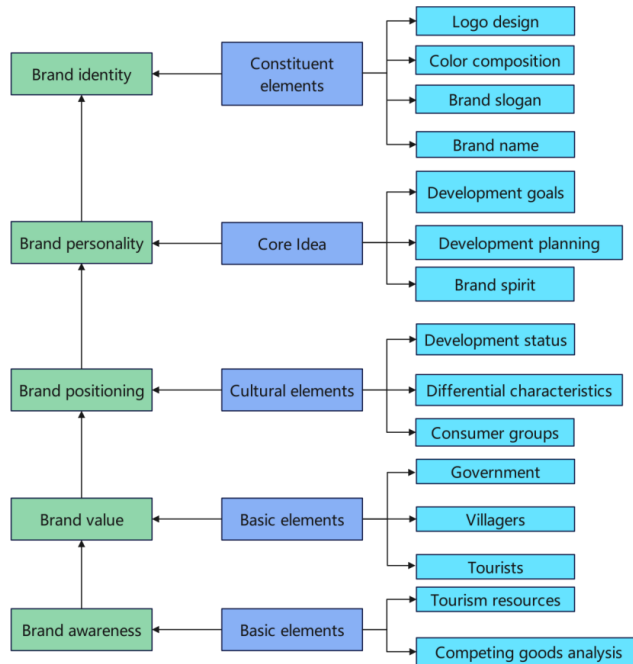 Logo design
Color composition
Brand identity
Constituent
elements
Brand slogan
Brand name
Development goals
Brand personality
Core Idea
Development planning
Brand spirit
Development status
Brand positioning
Cultural elements
Differential characteristics
Consumer groups
Government
Brand value
Basic elements
Villagers
Tourists
Tourism resources
Brand awareness
Basic elements
Competing goods analysis